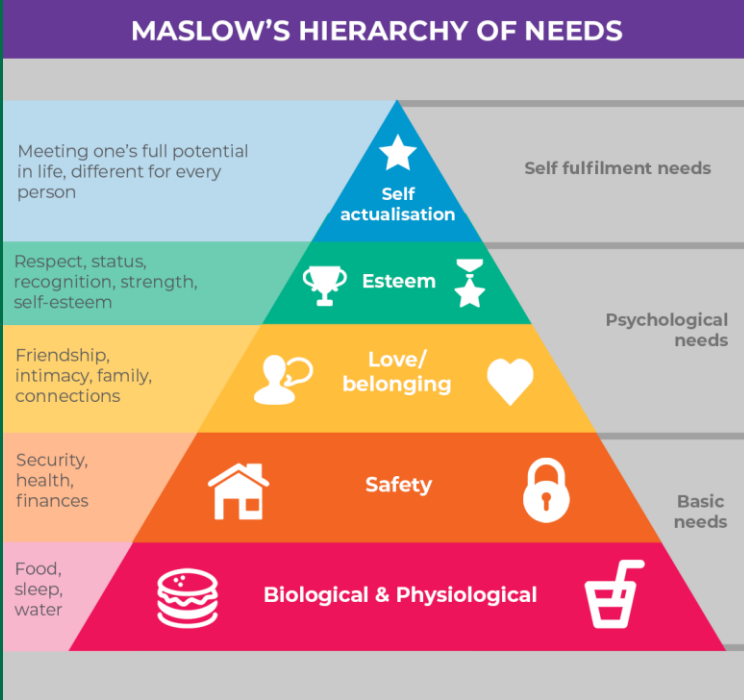 MASLOW’S HIERARCHY OF NEEDS
Meeting one’s full potential
in life, different for every
person
Self
actualisation
Self fulfilment needs
Respect, status,
recognition, strength,
self-esteem
Esteem
Psychological
needs
Friendship,
intimacy, family,
connections
Love/
belonging
Security,
health,
finances
Safety
Basic
needs
Food,
sleep,
water
Biological & Physiological